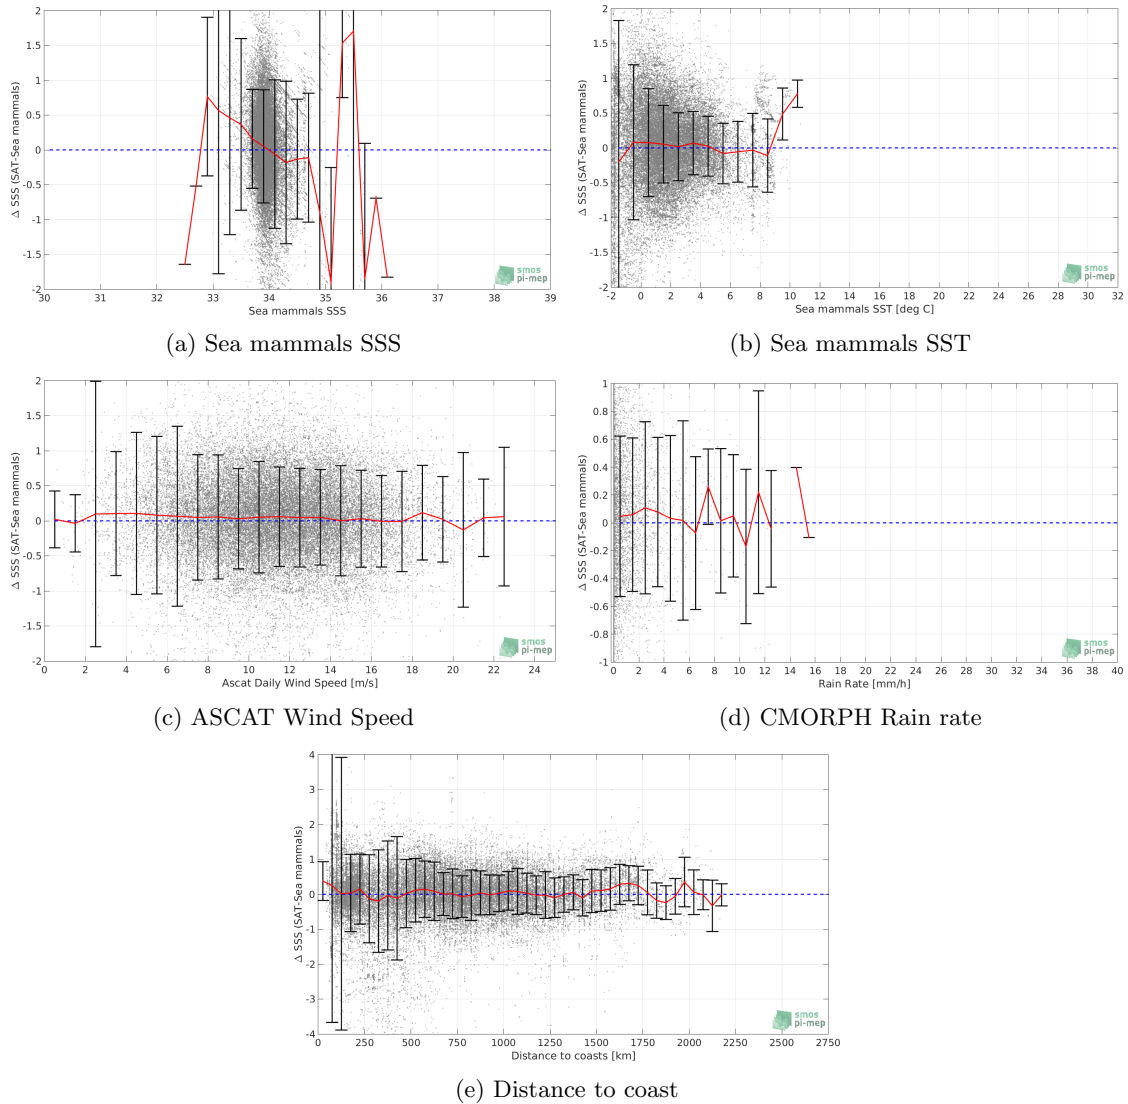 2
1.5
1
0.5
0
-0.5
-1
-1.5
-2
Δ SSS (SAT-Sea mammals)
30 31 32 33 34 35 36 37 38 39
Sea mammals SSS
smos
pi-mep
(a) Sea mammals SSS
2
1.5
1
0.5
0
-0.5
-1
-1.5
-2
Δ SSS (SAT-Sea mammals)
-2 0 2 4 6 8 10 12 14 16 18 20 22 24 26 28 30 32
Sea mammals SST [deg C]
smos
pi-mep
(b) Sea mammals SST
2
1.5
1
0.5
0
-0.5
-1
-1.5
-2
Δ SSS (SAT-Sea mammals)
0 2 4 6 8 10 12 14 16 18 20 22 24
Ascat Daily Wind Speed [m/s]
smos
pi-mep
(c) ASCAT Wind Speed
1
0.8
0.6
0.4
0.2
0
-0.2
-0.4
-0.6
-0.8
-1
Δ SSS (SAT-Sea mammals)
0 2 4 6 8 10 12 14 16 18 20 22 24 26 28 30 32 34 36 38 40
Rain Rate [mm/h]
smos
pi-mep
(d) CMORPH Rain rate
4
3
2
1
0
-1
-2
-3
-4
Δ SSS (SAT-Sea mammals)
0 250 500 750 1000 1250 1500 1750 2000 2250 2500 2750
Distance to coasts [km]
smos
pi-mep
(e) Distance to coast